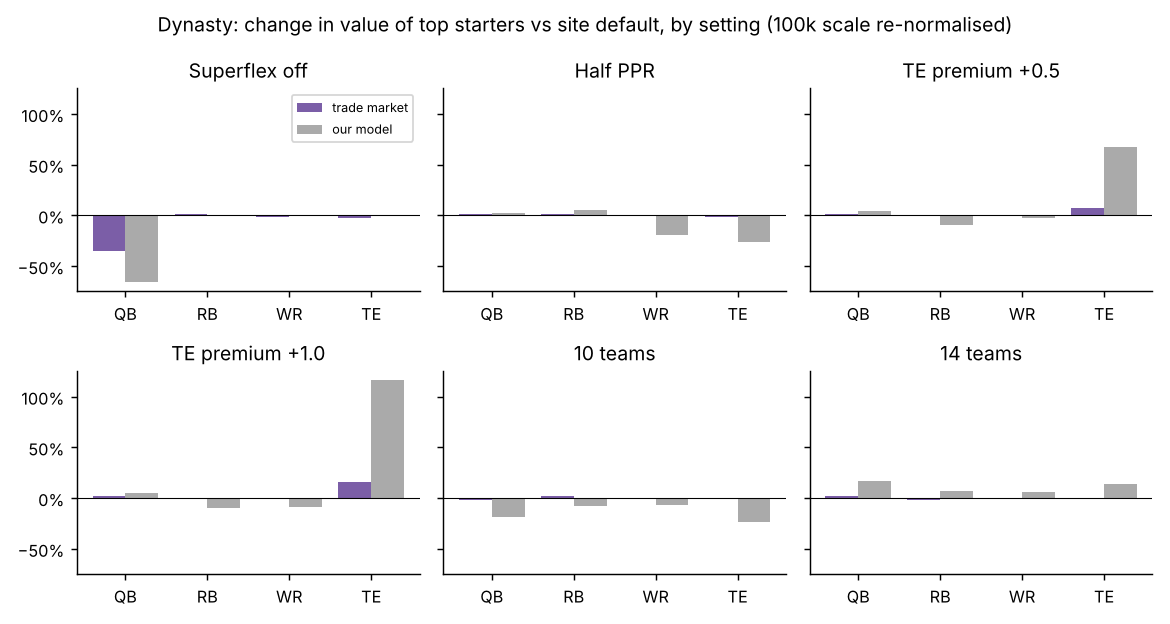 Dynasty: change in value of top starters vs site default, by setting (100k scale re-normalised)
Superflex off
trade market
our model
100%
50%
0%
−50%
QB RB WR TE
Half PPR
QB RB WR TE
TE premium +0.5
QB RB WR TE
TE premium +1.0
100%
50%
0%
−50%
QB RB WR TE
10 teams
QB RB WR TE
14 teams
QB RB WR TE